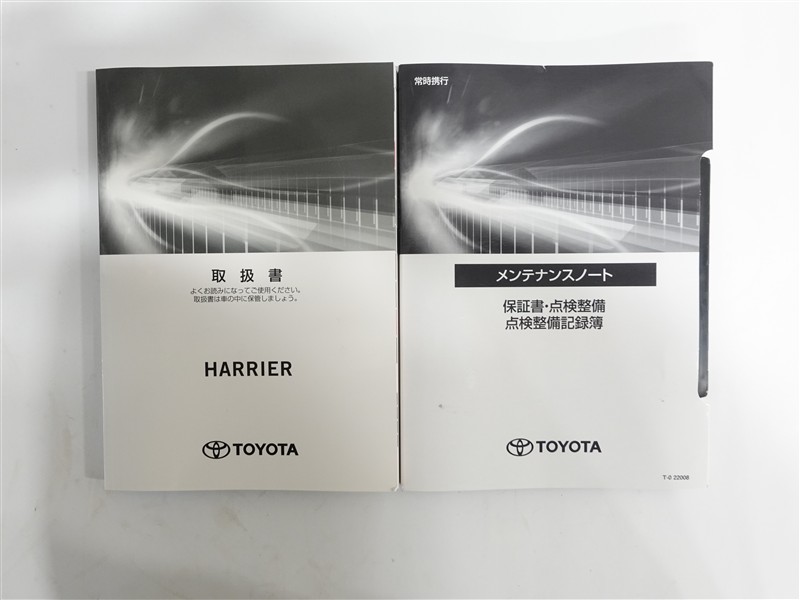 取扱書
よくお読みになってご使用ください。
取扱書は車の中に保管しましょう。
HARRIER
TOYOTA
常時携行
メンテナンスノート
保証書・点検整備
点検整備記録簿
TOYOTA
T-0 22008